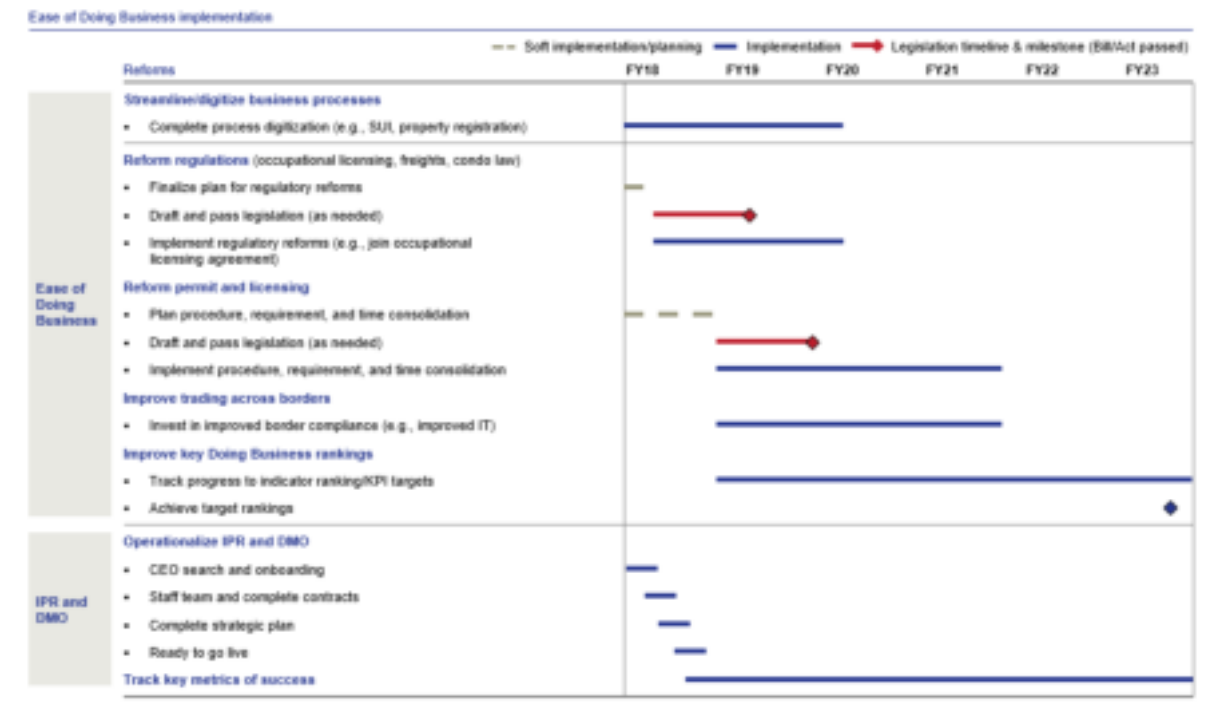 Ease of Doing Business implementation
Soft implementation/planning Implementation Legislation timeline & milestone (Bill/Act passed)
Reforms FY18 FY19 FY20 FY21 FY22 FY23
Ease of
Doing
Business
Streamline/digitize business processes
• Complete process digitization (e.g., SUI, property registration)
Reform regulations (occupational licensing, freights, condo law)
• Finalize plan for regulatory reforms
• Draft and pass legislation (as needed)
• Implement regulatory reforms (e.g., join occupational
licensing agreement)
Reform permit and licensing
• Plan procedure, requirement, and time consolidation
• Draft and pass legislation (as needed)
• Implement procedure, requirement, and time consolidation
Improve trading across borders
• Invest in improved border compliance (e.g., improved IT)
Improve key Doing Business rankings
• Track progress to indicator ranking/KPI targets
• Achieve target rankings
IPR and
DMO
Operationalize IPR and DMO
• CEO search and onboarding
• Staff team and complete contracts
• Complete strategic plan
• Ready to go live
Track key metrics of success